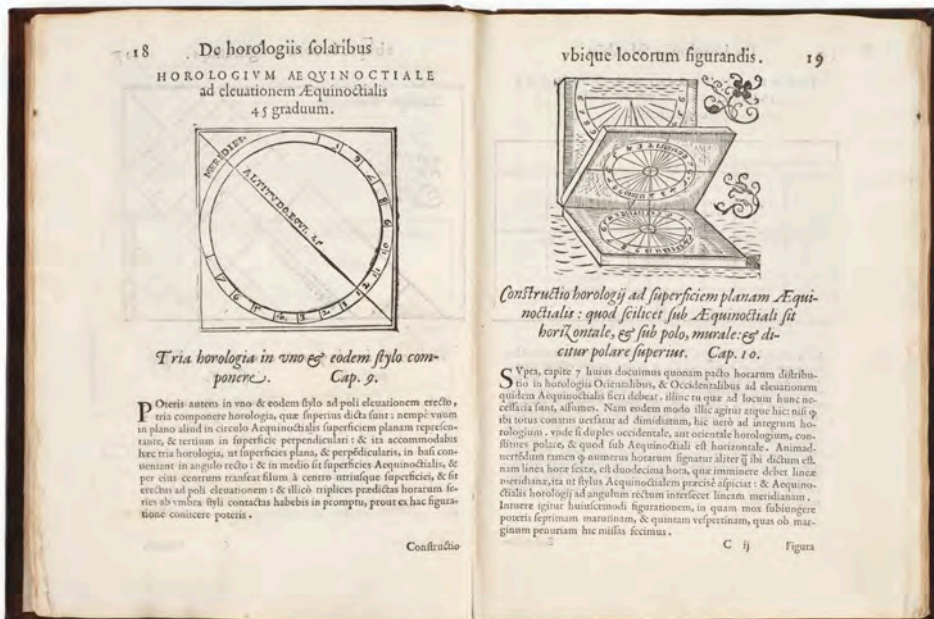 18 De horologiis solaribus
HOROLOGIVM AEQVINOCTIALE
ad eleuationem Æquinoctialis
45 graduum.
MERIDIES.
ALTITVDO EQVI. 45
Tria horologia in vno & eodem stylo com-
ponere. Cap. 9.
POteris autem in vno & eodem stylo ad poli eleuationem erecto,
tria componere horologia, quæ superius dicta sunt: nempè vnum
in plano aliud in circulo Aequinoctialis superficiem planam represen-
tante, & tertium in superficie perpendiculari: & ita accommodabis
hæc tria horologia, ut superficies plana, & perpēdicularis, in basi con-
ueniant in angulo recto: & in medio sit superficies Aequinoctialis, &
per eius centrum transeat filum à centro utriusque superficiei, & sit
erectus ad poli eleuationem: & illicò triplices prædictas horarum se-
ries ab vmbra styli contactas habebis in promptu, prout ex hac figura-
tione conijcere poteris.
Constructio
vbique locorum figurandis. 19
Constructio horologij ad superficiem planam Æqui-
noctialis: quod scilicet sub Æquinoctiali sit
horizontale, & sub polo, murale: & di-
citur polare superius. Cap. 10.
SVpra, capite 7 huius docuimus quonam pacto horarum distribu-
tio in horologiis Orientalibus, & Occidentalibus ad eleuationem
quidem Aequinoctialis fieri debeat. illinc tu quæ ad locum hunc ne-
cessaria sunt, assumes. Nam eodem modo illic agitur atque hic: nisi ꝙ
ibi totus conatus uersatur ad dimidiatum, hic uerò ad integrum ho-
rologium. vnde si duples occidentale, aut orientale horologium, con-
stitues polare, & quod sub Aequinoctiali est horizontale. Animad-
uertēdum tamen ꝙ numerus horarum signatur aliter ꝗ̃ ibi dictum est.
nam linea horæ sextæ, est duodecima hora, quæ imminere debet lineæ
meridianæ, ita ut stylus Aequinoctialem præcisè aspiciat: & Aequino-
ctialis horologij ad angulum rectum intersecet lineam meridianam.
Intuere igitur huiuscemodi figurationem, in quam mox subiungere
poteris septimam matutinam, & quintam vespertinam, quas ob mar-
ginum penuriam hic missas fecimus.
C ij Figura